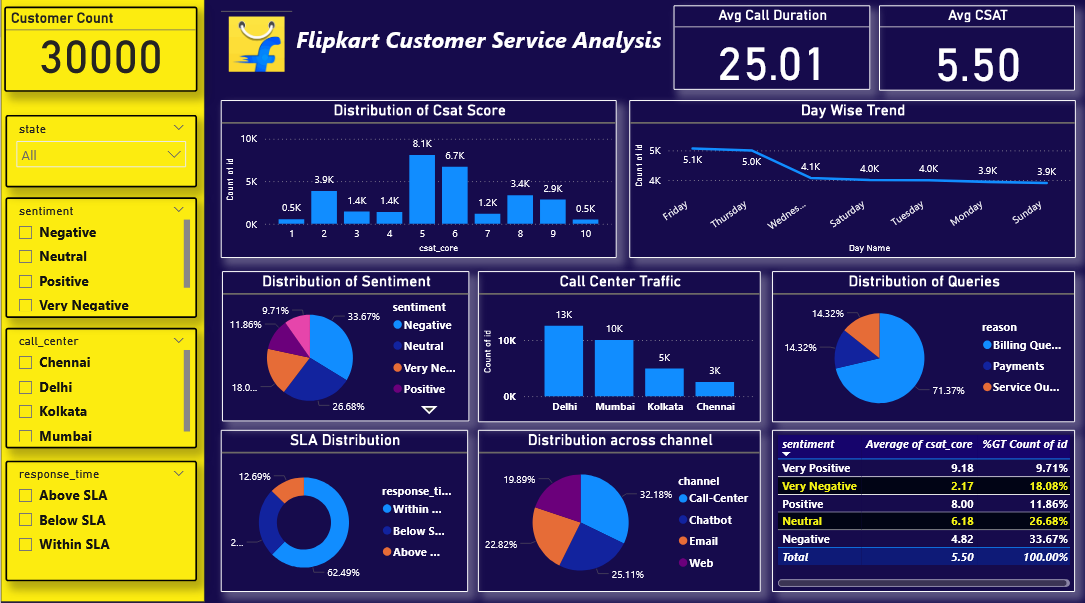 Customer Count
30000
Flipkart Customer Service Analysis
Avg Call Duration
25.01
Avg CSAT
5.50
state
All
sentiment
Negative
Neutral
Positive
Very Negative
call_center
Chennai
Delhi
Kolkata
Mumbai
response_time
Above SLA
Below SLA
Within SLA
Distribution of Csat Score
Count of id
10K
5K
0K
0.5K
3.9K
1.4K
1.4K
8.1K
6.7K
1.2K
3.4K
2.9K
0.5K
1 2 3 4 5 6 7 8 9 10
csat_core
Day Wise Trend
Count of id
5K
4K
5.1K
5.0K
4.1K
4.0K
4.0K
3.9K
3.9K
Friday
Thursday
Wednes...
Saturday
Tuesday
Monday
Sunday
Day Name
Distribution of Sentiment
33.67%
26.68%
18.0...
11.86%
9.71%
sentiment
Negative
Neutral
Very Ne...
Positive
Call Center Traffic
Count of id
10K
0K
13K
10K
5K
3K
Delhi Mumbai Kolkata Chennai
Distribution of Queries
14.32%
14.32%
71.37%
reason
Billing Que...
Payments
Service Ou...
SLA Distribution
12.69%
2...
62.49%
response_ti...
Within ...
Below S...
Above ...
Distribution across channel
19.89%
32.18%
22.82%
25.11%
channel
Call-Center
Chatbot
Email
Web
sentiment Average of csat_core %GT Count of id
Very Positive 9.18 9.71%
Very Negative 2.17 18.08%
Positive 8.00 11.86%
Neutral 6.18 26.68%
Negative 4.82 33.67%
Total 5.50 100.00%